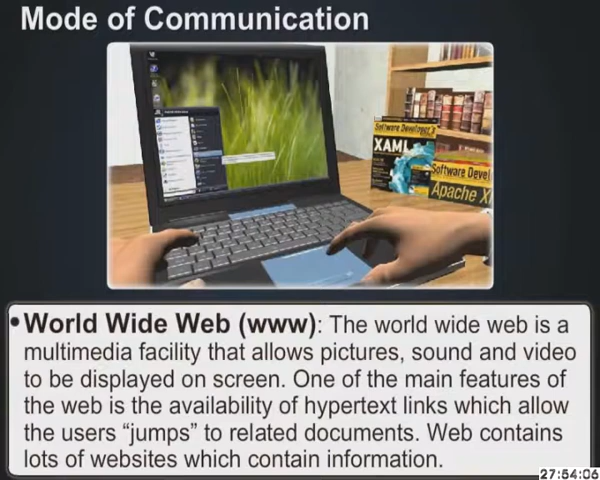 Mode of Communication
Software Developer's
XAML
Software Devel
Apache X
• World Wide Web (www): The world wide web is a
multimedia facility that allows pictures, sound and video
to be displayed on screen. One of the main features of
the web is the availability of hypertext links which allow
the users “jumps” to related documents. Web contains
lots of websites which contain information.
27:54:06